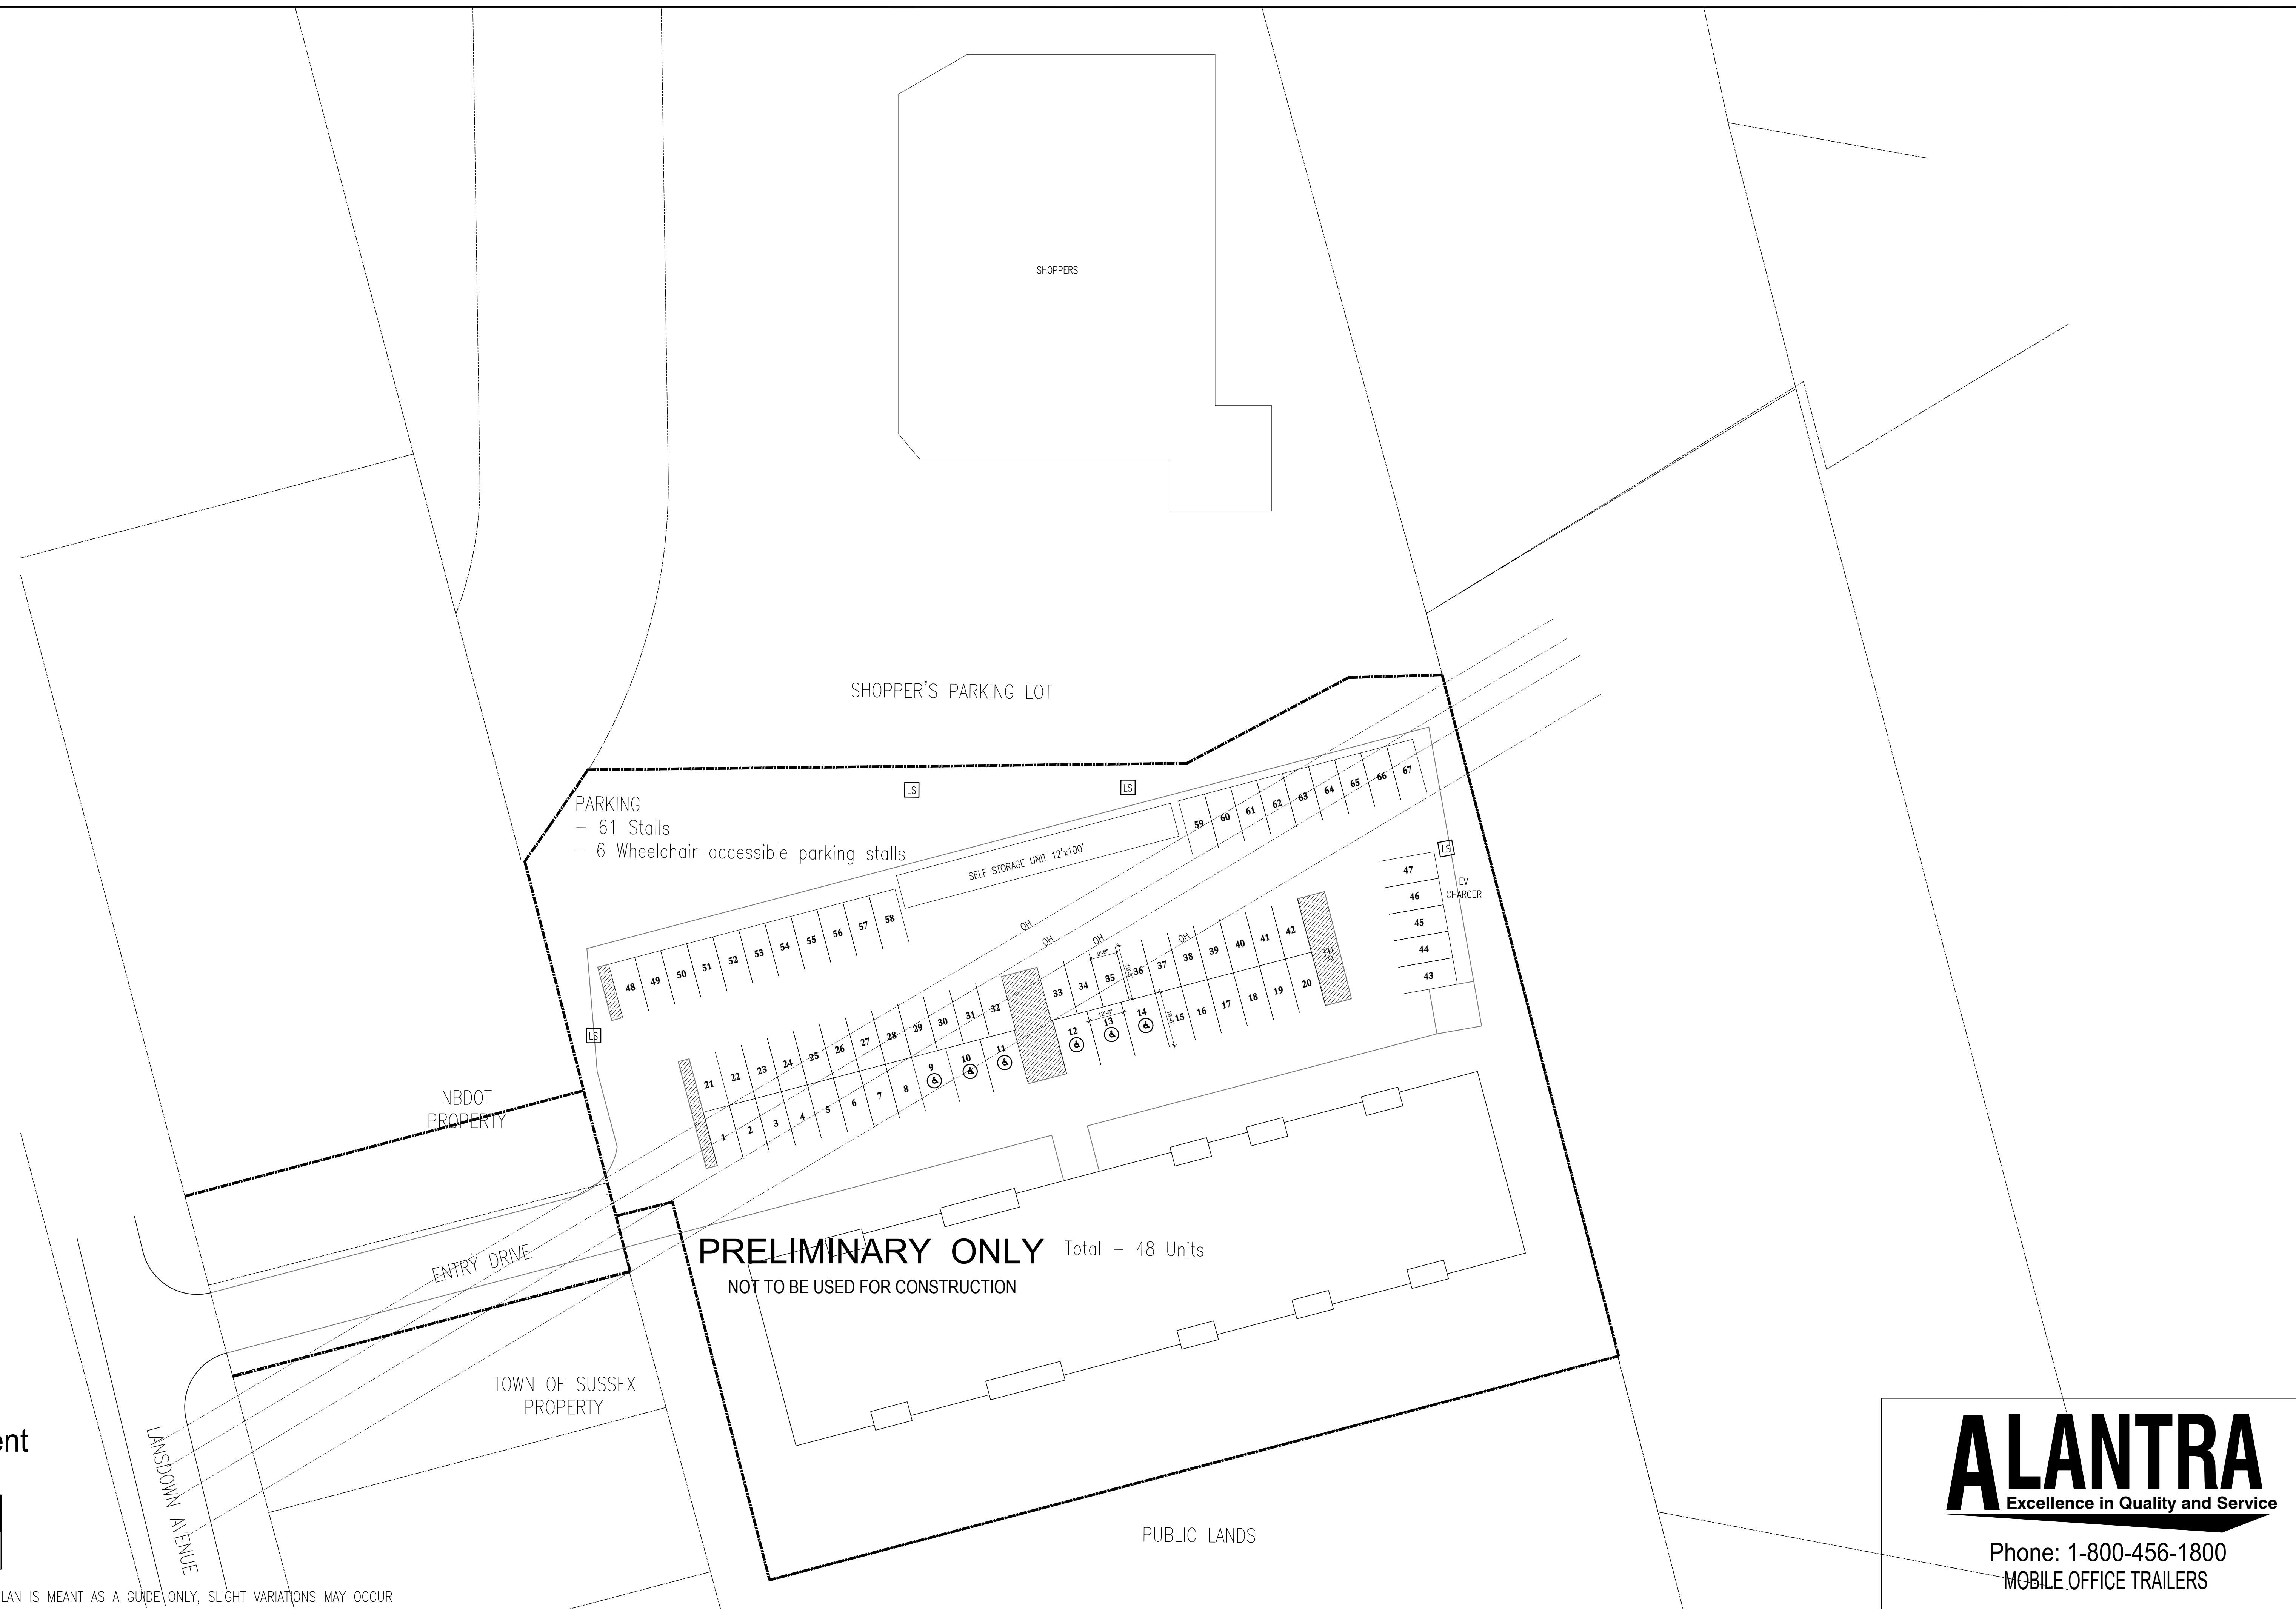 SHOPPERS
SHOPPER'S PARKING LOT
LS
LS
PARKING
- 61 Stalls
- 6 Wheelchair accessible parking stalls
SELF STORAGE UNIT 12'x100'
59 60 61 62 63 64 65 66 67
LS
47
46
45
44
43
EV
CHARGER
48 49 50 51 52 53 54 55 56 57 58
OH
OH
OH
OH
LS
21 22 23 24 25 26 27 28 29 30 31 32
33 34 35 36 37 38 39 40 41 42
9'-6"
FH
1 2 3 4 5 6 7 8 9 10 11
12 13 14 15 16 17 18 19 20
12'-6"
NBDOT
PROPERTY
ENTRY DRIVE
PRELIMINARY ONLY
NOT TO BE USED FOR CONSTRUCTION
Total - 48 Units
TOWN OF SUSSEX
PROPERTY
LANSDOWN AVENUE
PUBLIC LANDS
ent
LAN IS MEANT AS A GUIDE ONLY, SLIGHT VARIATIONS MAY OCCUR
ALANTRA
Excellence in Quality and Service
Phone: 1-800-456-1800
MOBILE OFFICE TRAILERS